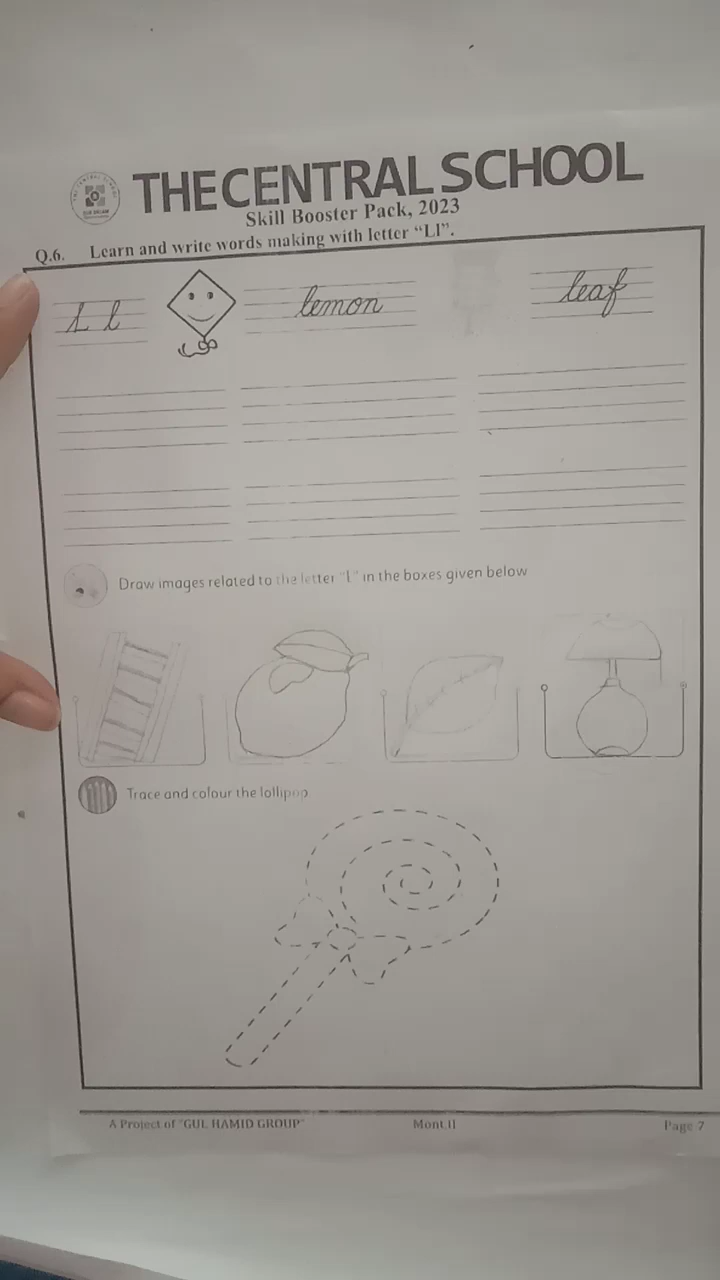 THE CENTRAL SCHOOL
Skill Booster Pack, 2023
Q.6. Learn and write words making with letter “Ll”.
L l lemon leaf
Draw images related to the letter "l" in the boxes given below
Trace and colour the lollipop
A Project of "GUL HAMID GROUP" Mont.II Page 7